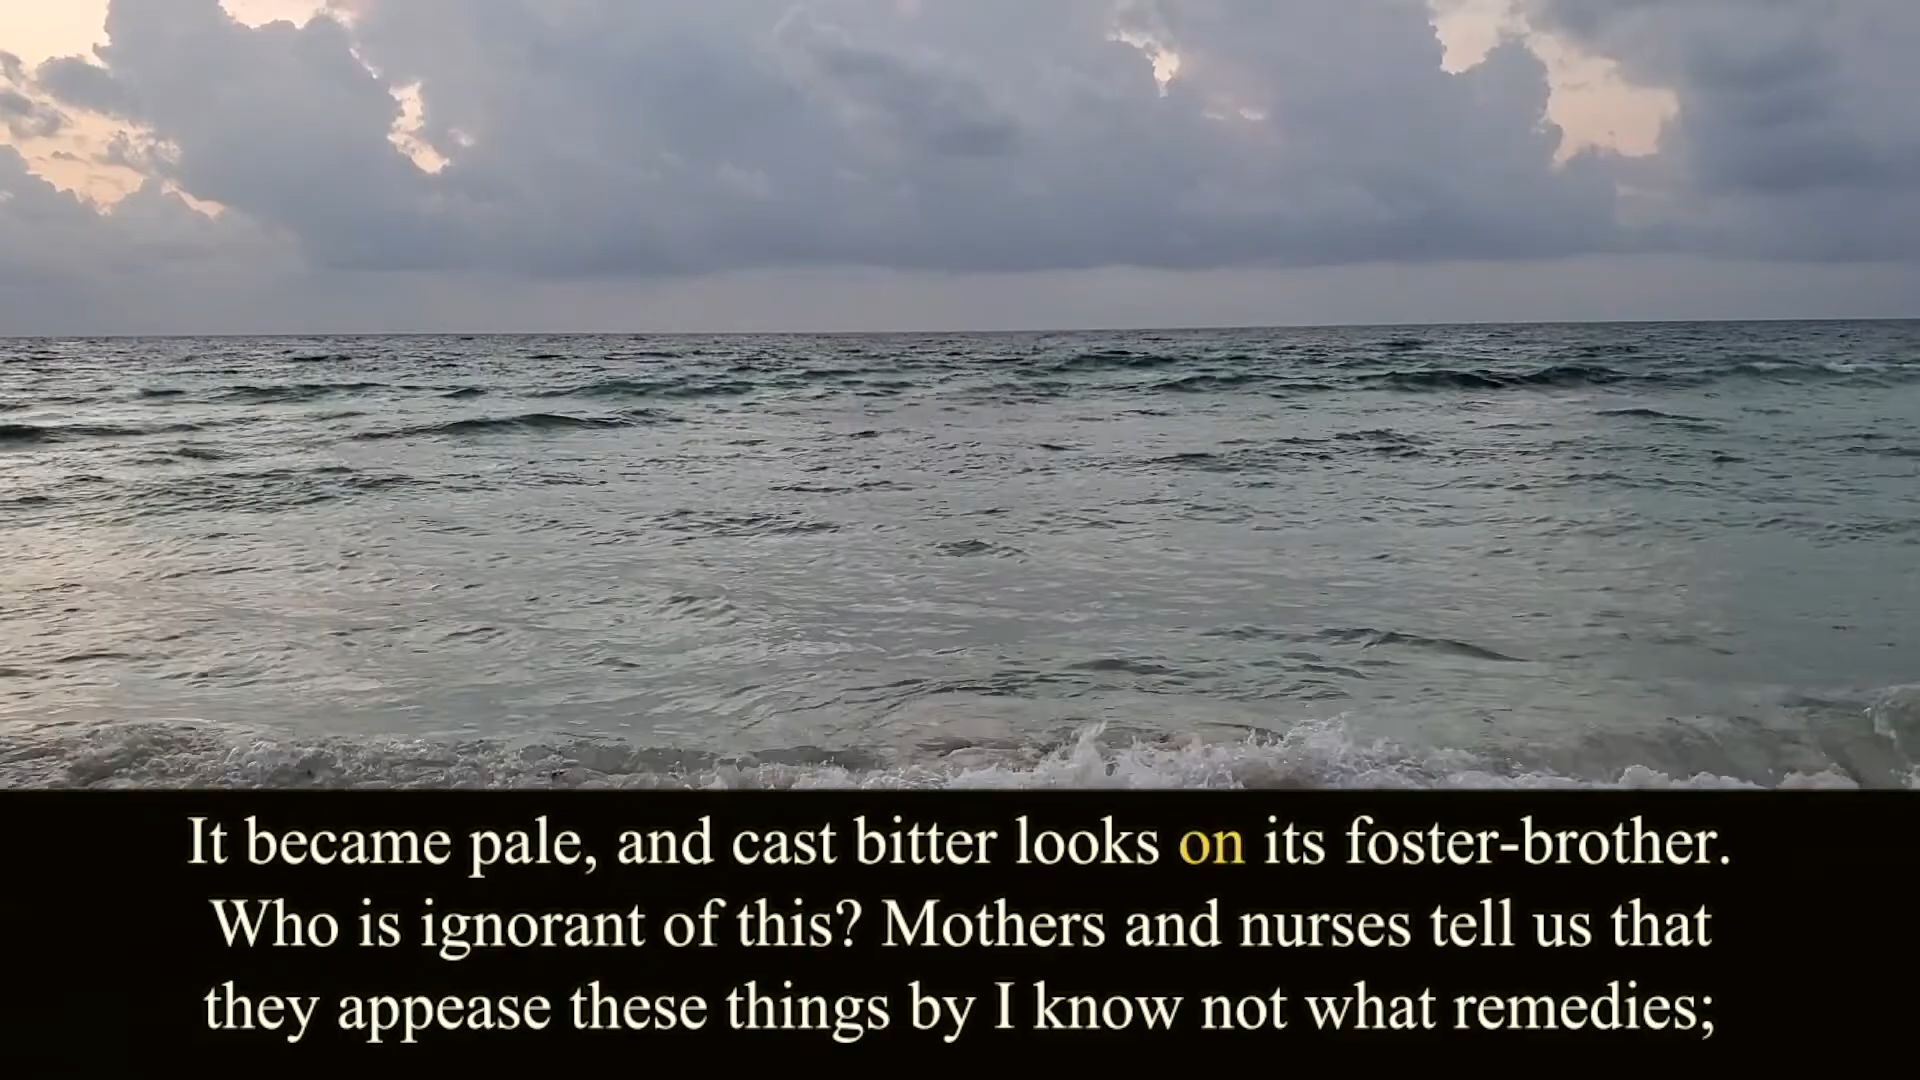 It became pale, and cast bitter looks on its foster-brother.
Who is ignorant of this? Mothers and nurses tell us that
they appease these things by I know not what remedies;